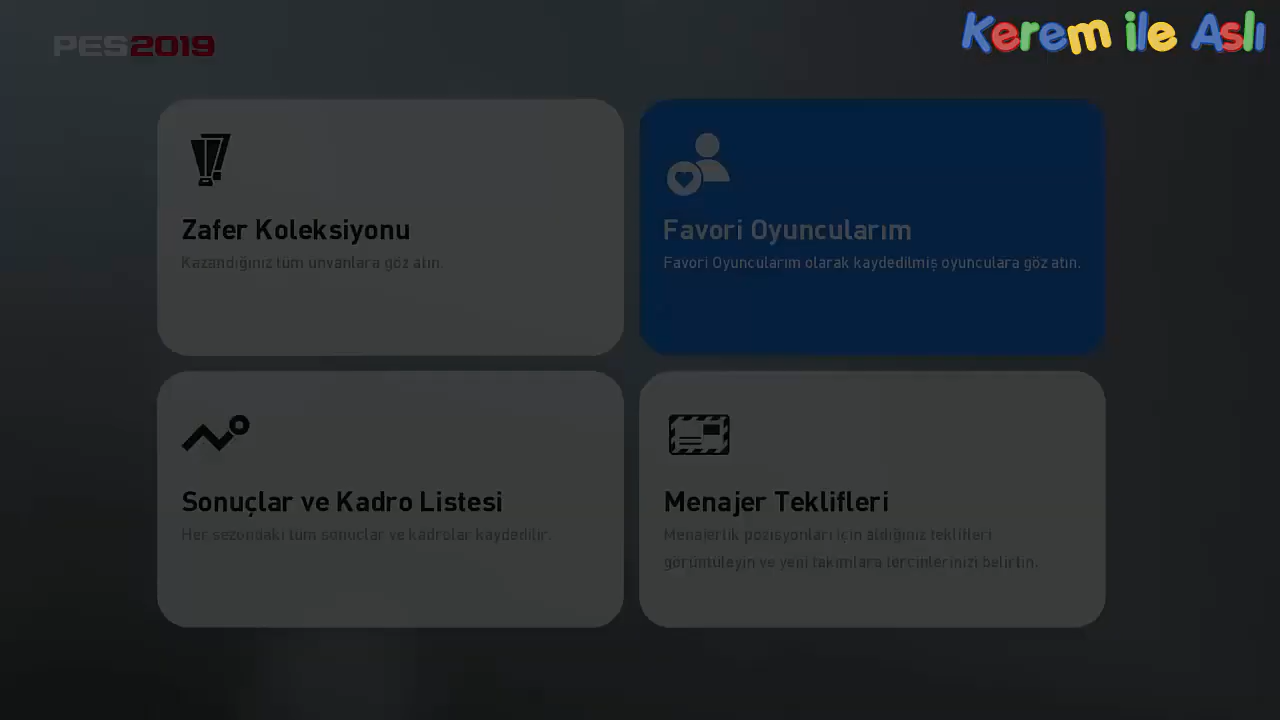 PES2019
Kerem ile Aslı
Zafer Koleksiyonu
Kazandığınız tüm unvanlara göz atın.
Favori Oyuncularım
Favori Oyuncularım olarak kaydedilmiş oyunculara göz atın.
Sonuçlar ve Kadro Listesi
Her sezondaki tüm sonuçlar ve kadrolar kaydedilir.
Menajer Teklifleri
Menajerlik pozisyonları için aldığınız teklifleri
görüntüleyin ve yeni takımlara tercihlerinizi belirtin.